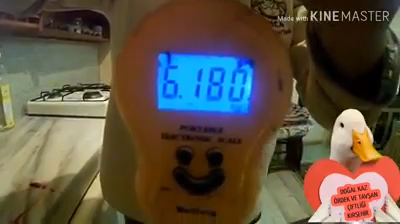 Made with KINEMASTER
6.180
PORTABLE
ELECTRONIC SCALE
DOĞAL KAZ
ÖRDEK VE TAVŞAN
ÇİFTLİĞİ
KIRŞEHİR